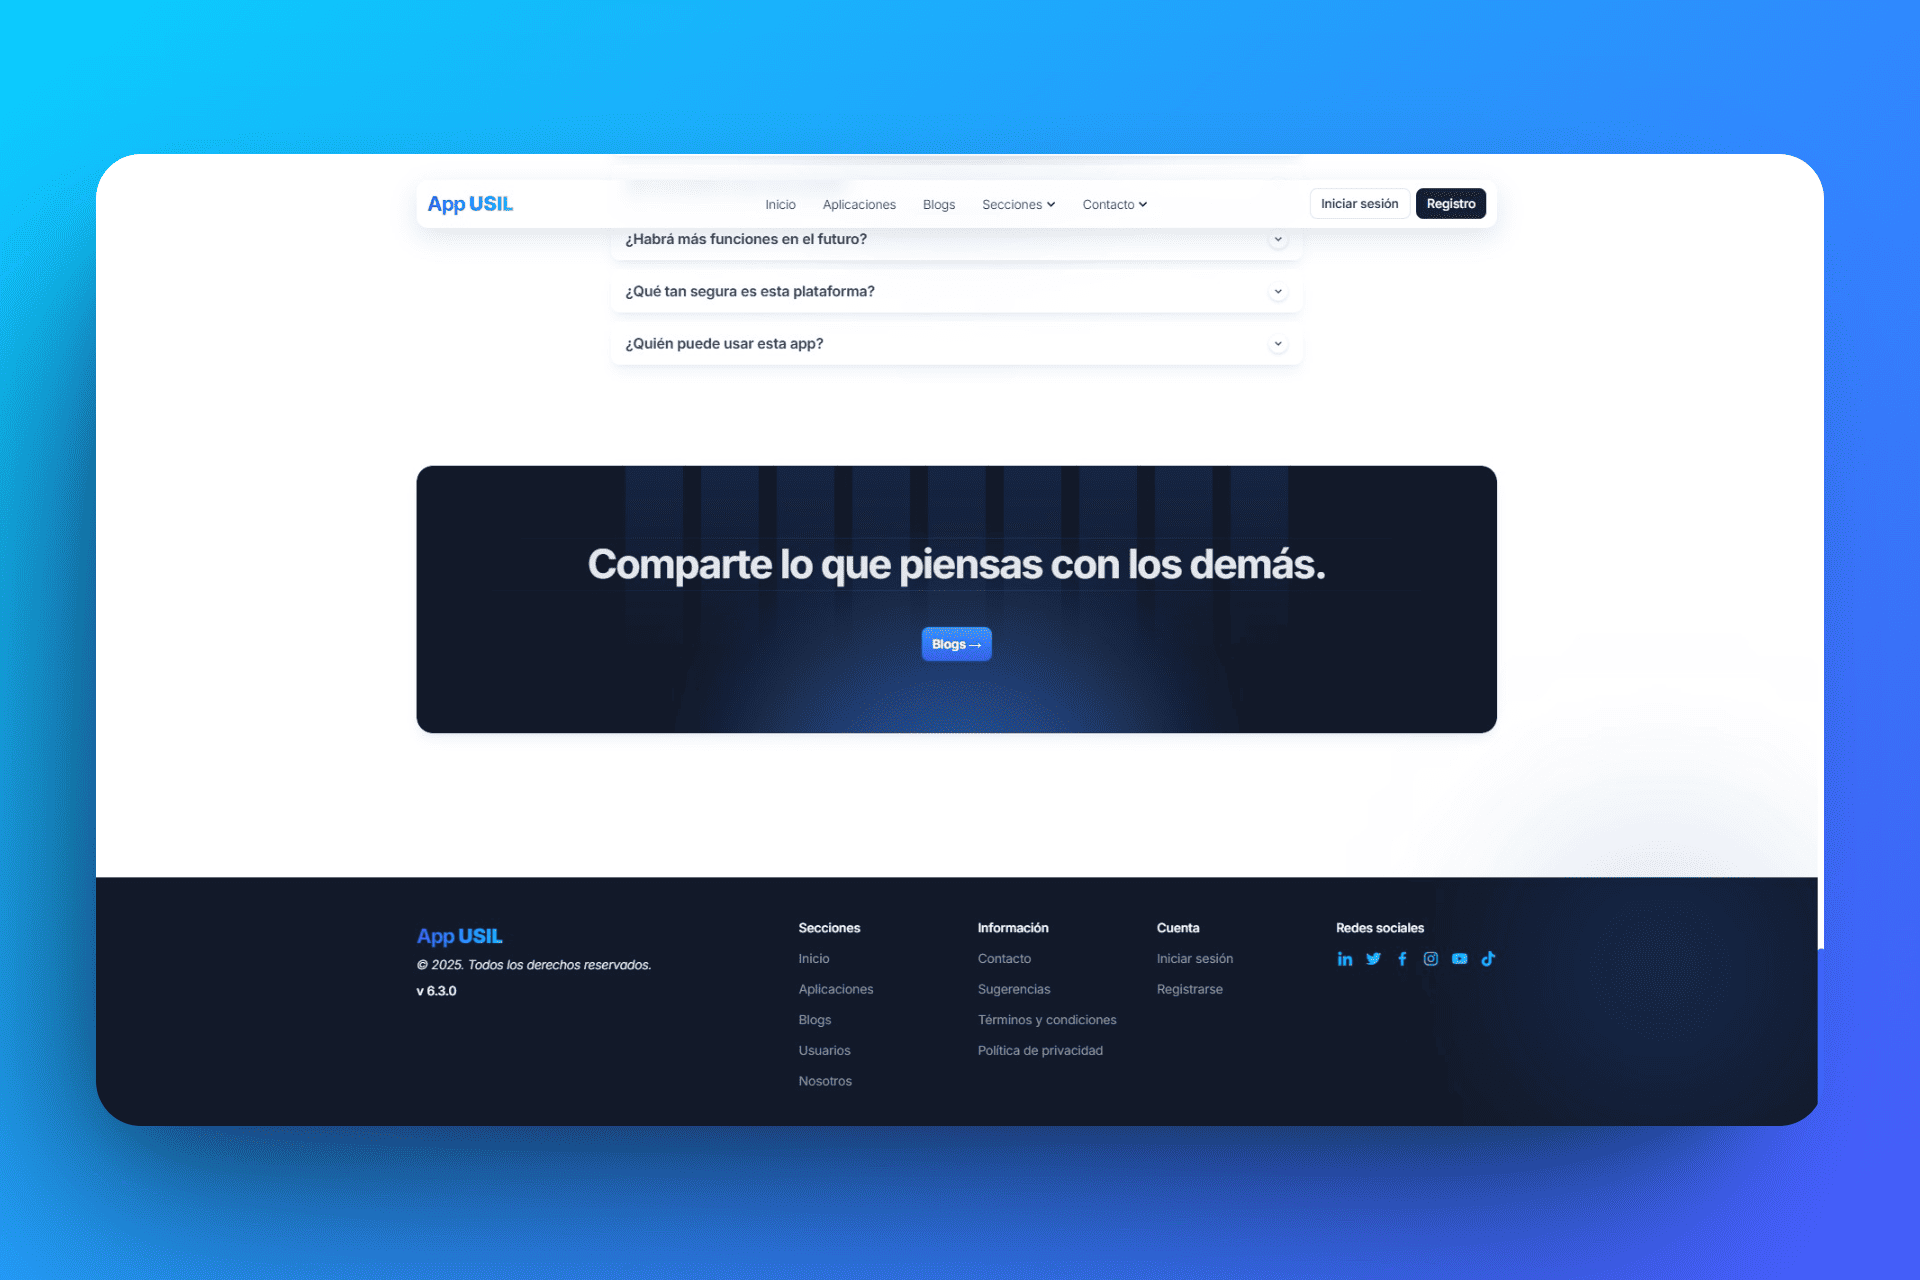 App USIL
Inicio Aplicaciones Blogs Secciones Contacto
Iniciar sesión Registro
¿Habrá más funciones en el futuro?
¿Qué tan segura es esta plataforma?
¿Quién puede usar esta app?
Comparte lo que piensas con los demás.
Blogs →
App USIL
© 2025. Todos los derechos reservados.
v 6.3.0
Secciones
Inicio
Aplicaciones
Blogs
Usuarios
Nosotros
Información
Contacto
Sugerencias
Términos y condiciones
Política de privacidad
Cuenta
Iniciar sesión
Registrarse
Redes sociales